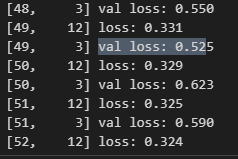 [48,     3] val loss: 0.550
[49,    12] loss: 0.331
[49,     3] val loss: 0.525
[50,    12] loss: 0.329
[50,     3] val loss: 0.623
[51,    12] loss: 0.325
[51,     3] val loss: 0.590
[52,    12] loss: 0.324